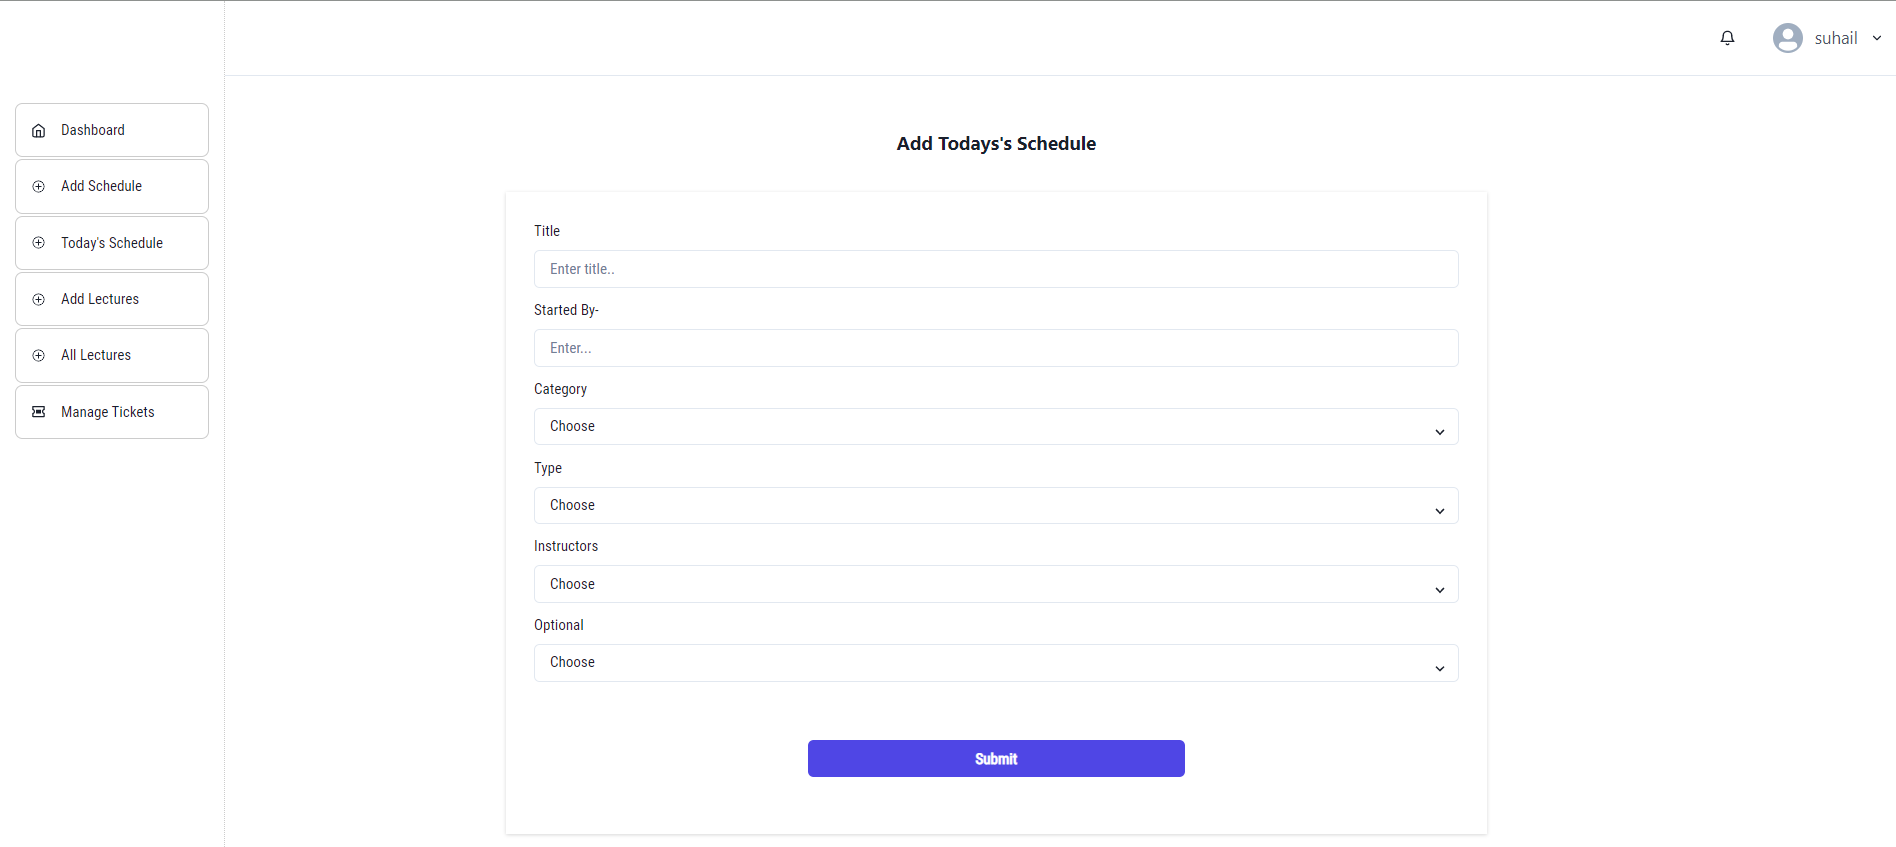 suhail
Dashboard
Add Schedule
Today's Schedule
Add Lectures
All Lectures
Manage Tickets
Add Todays's Schedule
Title
Enter title..
Started By-
Enter...
Category
Choose
Type
Choose
Instructors
Choose
Optional
Choose
Submit